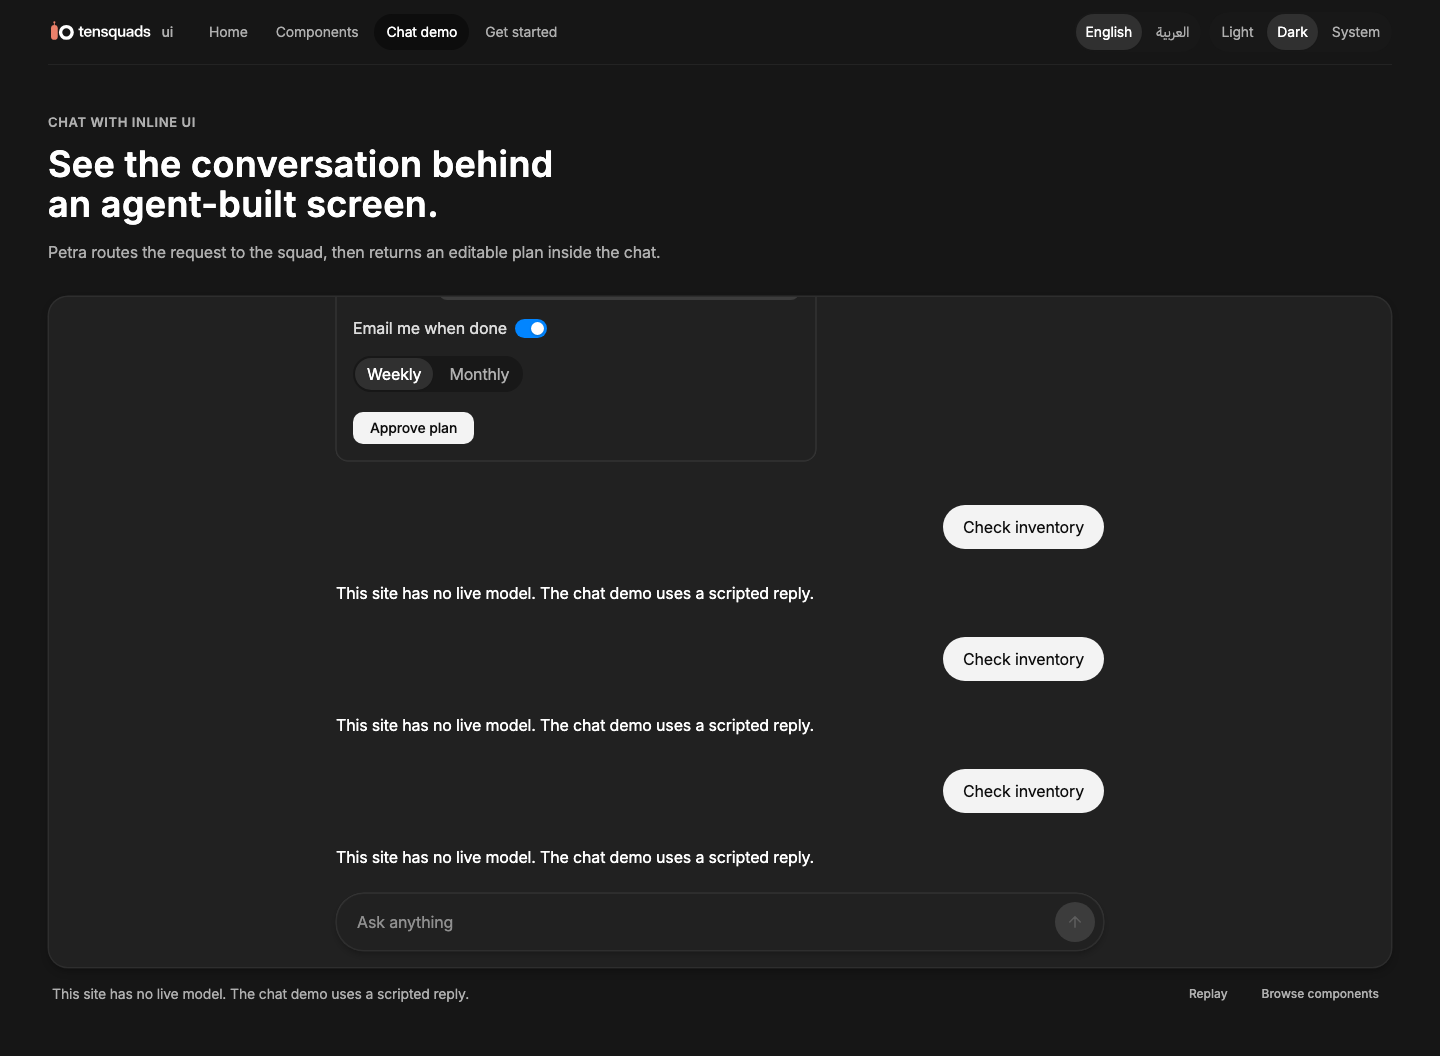 tensquads ui
Home
Components
Chat demo
Get started
English
العربية
Light
Dark
System
CHAT WITH INLINE UI
See the conversation behind
an agent-built screen.
Petra routes the request to the squad, then returns an editable plan inside the chat.
Email me when done
Weekly
Monthly
Approve plan
Check inventory
This site has no live model. The chat demo uses a scripted reply.
Check inventory
This site has no live model. The chat demo uses a scripted reply.
Check inventory
This site has no live model. The chat demo uses a scripted reply.
Ask anything
This site has no live model. The chat demo uses a scripted reply.
Replay
Browse components